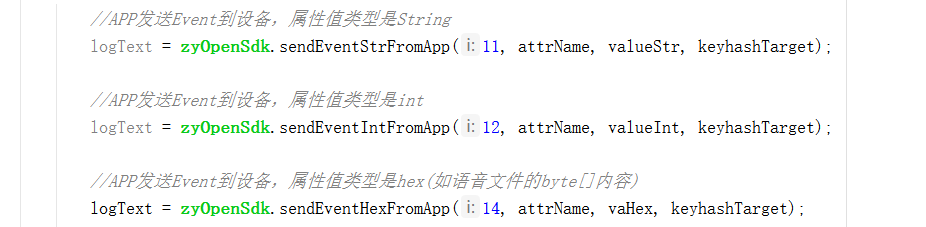 //APP发送Event到设备，属性值类型是String
logText = zyOpenSdk.sendEventStrFromApp( i: 11, attrName, valueStr, keyhashTarget);
//APP发送Event到设备，属性值类型是int
logText = zyOpenSdk.sendEventIntFromApp( i: 12, attrName, valueInt, keyhashTarget);
//APP发送Event到设备，属性值类型是hex(如语音文件的byte[]内容)
logText = zyOpenSdk.sendEventHexFromApp( i: 14, attrName, vaHex, keyhashTarget);